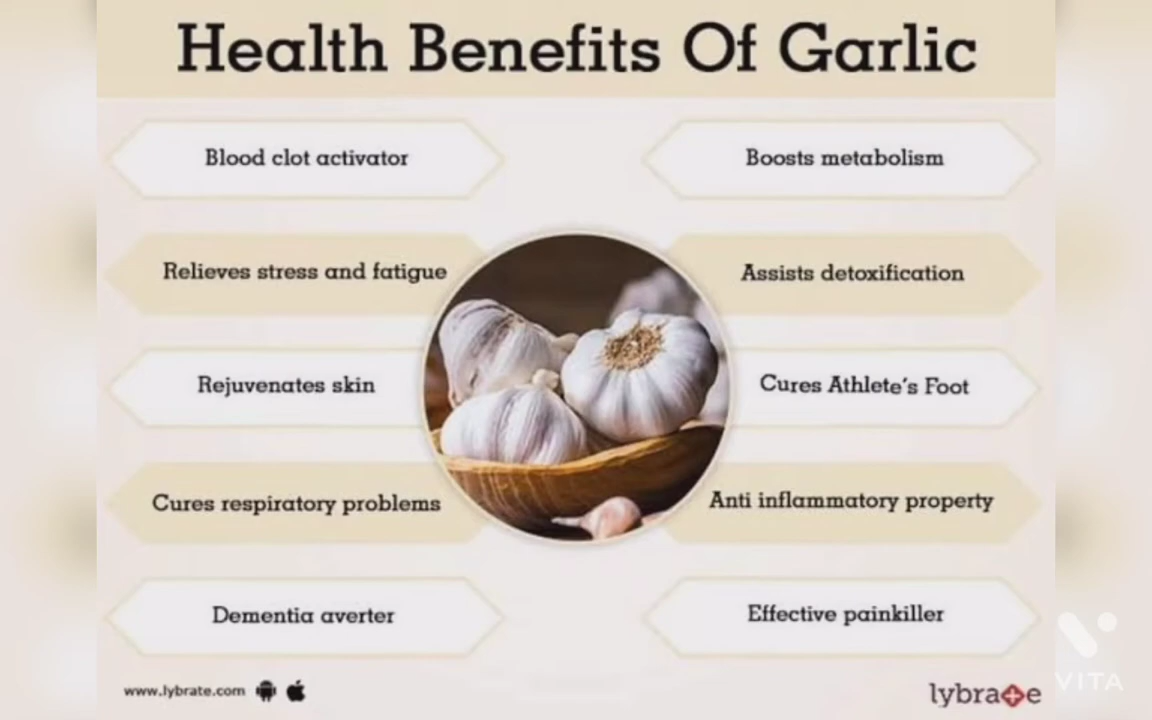 Health Benefits Of Garlic
Blood clot activator
Boosts metabolism
Relieves stress and fatigue
Assists detoxification
Rejuvenates skin
Cures Athlete's Foot
Cures respiratory problems
Anti inflammatory property
Dementia averter
Effective painkiller
www.lybrate.com
lybrate
VITA